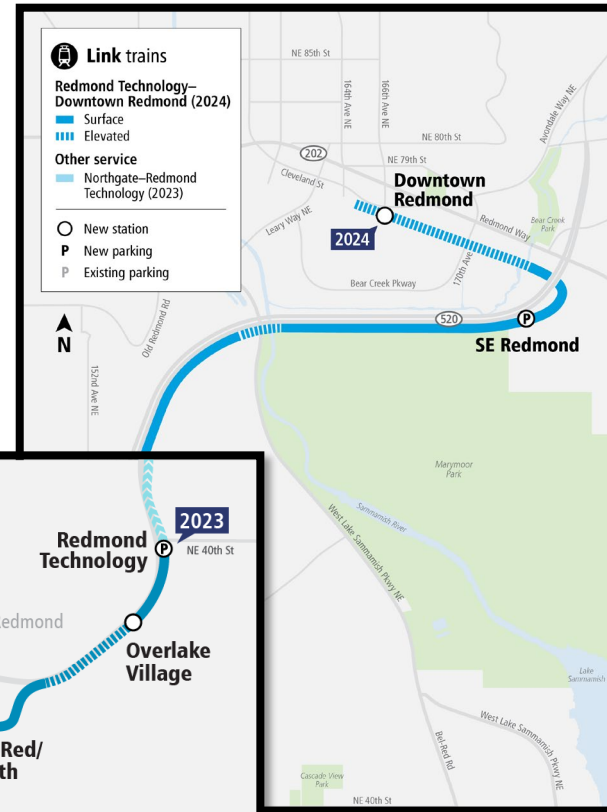 Link trains
Redmond Technology–
Downtown Redmond (2024)
Surface
Elevated
Other service
Northgate–Redmond
Technology (2023)
New station
P New parking
P Existing parking
N
NE 85th St
164th Ave NE
166th Ave NE
Avondale Way NE
NE 80th St
202
NE 79th St
Cleveland St
Downtown
Redmond
Leary Way NE
2024
Redmond Way
Bear Creek
Park
170th Ave
Bear Creek Pkway
520
P
SE Redmond
Old Redmond Rd
152nd Ave NE
Marymoor
Park
Sammamish River
West Lake Sammamish Pkwy NE
Lake
Sammamish
West Lake Sammamish Pkwy NE
Bel-Red Rd
Cascade View
Park
NE 40th St
2023
Redmond
Technology
P
NE 40th St
Redmond
Overlake
Village
Red/
th